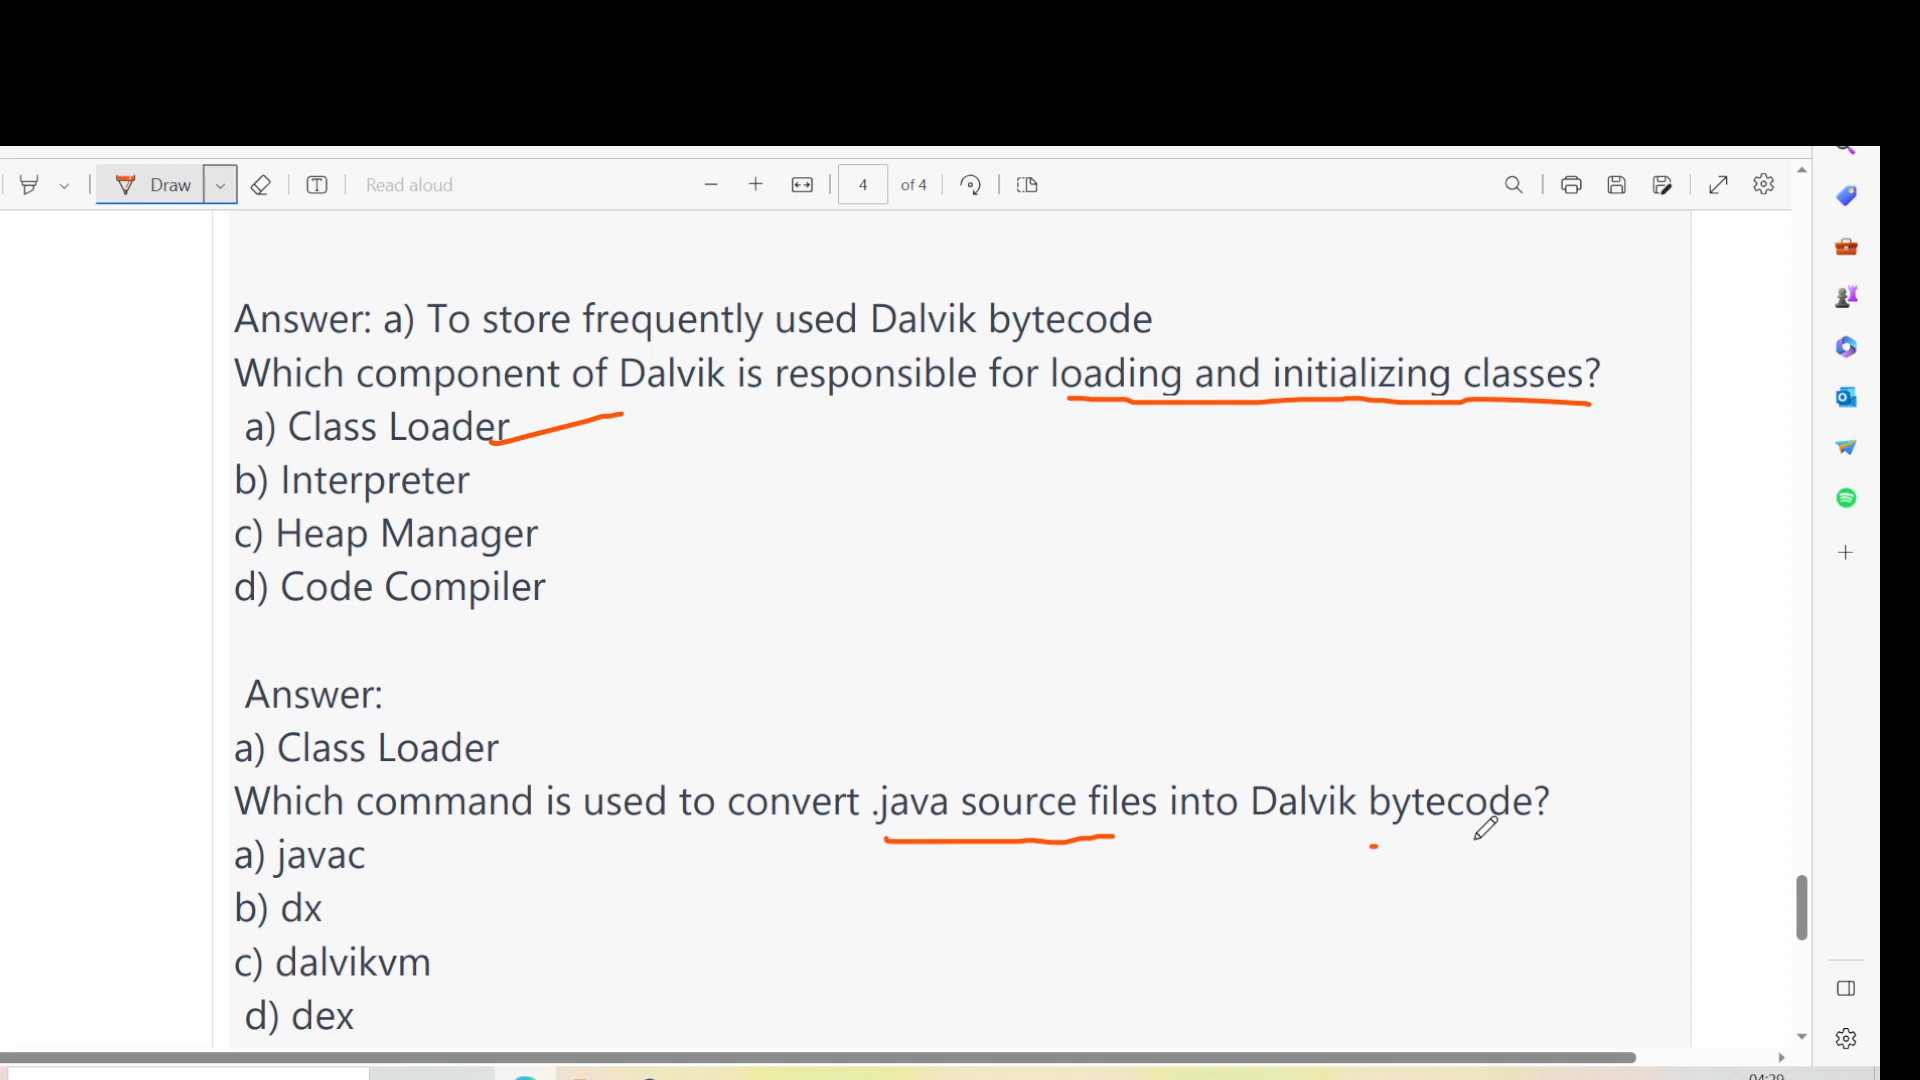 Draw
Read aloud
4
of 4
Answer: a) To store frequently used Dalvik bytecode
Which component of Dalvik is responsible for loading and initializing classes?
a) Class Loader
b) Interpreter
c) Heap Manager
d) Code Compiler
Answer:
a) Class Loader
Which command is used to convert .java source files into Dalvik bytecode?
a) javac
b) dx
c) dalvikvm
d) dex